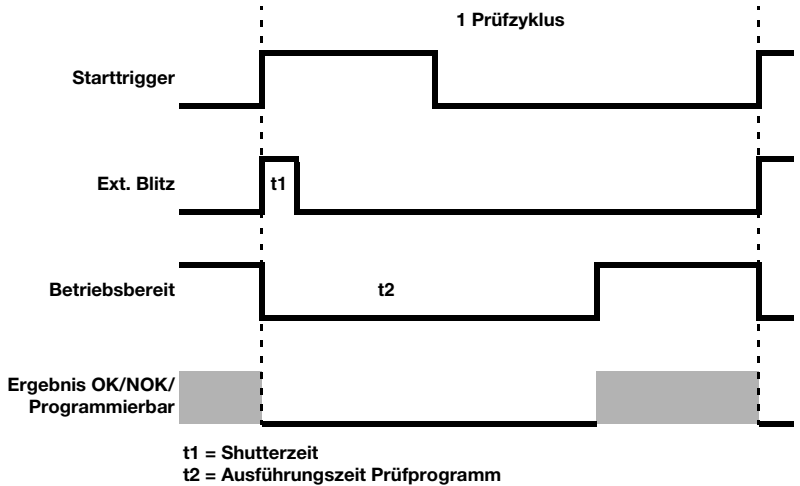 1 Prüfzyklus
Starttrigger
Ext. Blitz
t1
Betriebsbereit
t2
Ergebnis OK/NOK/
Programmierbar
t1 = Shutterzeit
t2 = Ausführungszeit Prüfprogramm